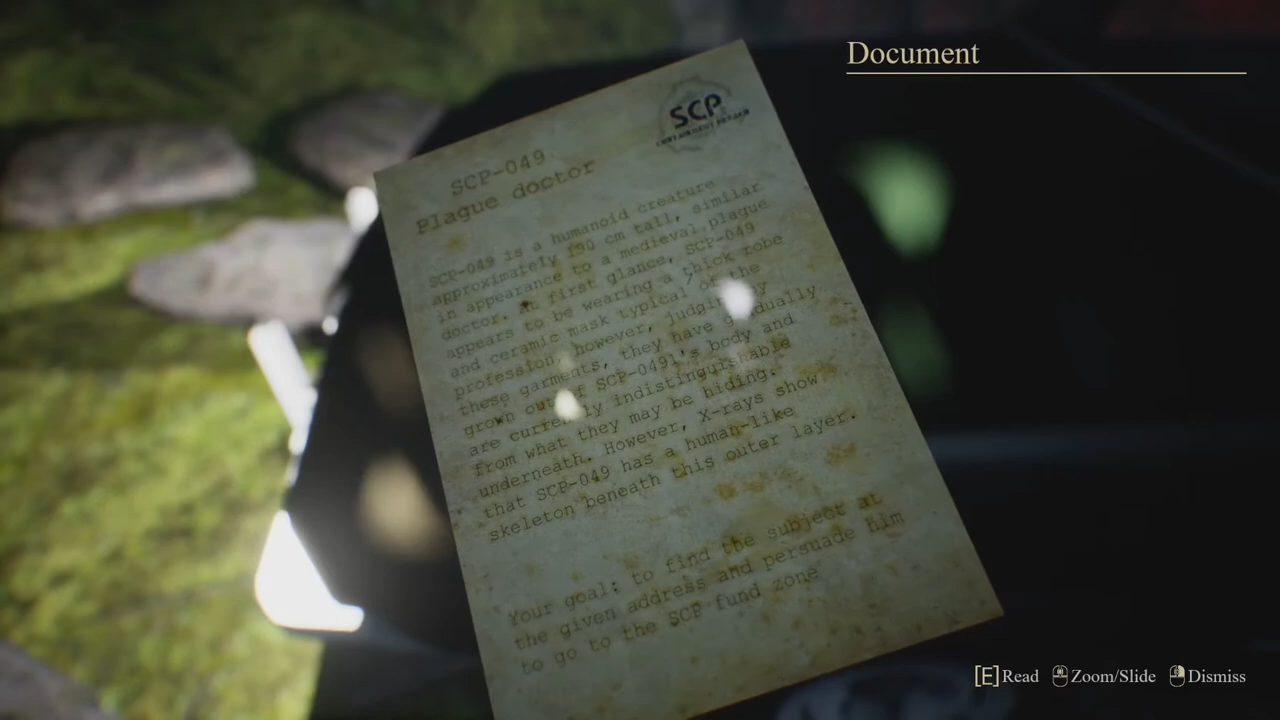 Document
SCP
SCP-049
Plague doctor
SCP-049 is a humanoid creature
approximately 190 cm tall, similar
in appearance to a medieval plague
doctor. At first glance, SCP-049
appears to be wearing a thick robe
and ceramic mask typical of the
profession, however, judging by
these garments, they have gradually
grown out of SCP-0491's body and
are currently indistinguishable
from what they may be hiding.
underneath. However, X-rays show
that SCP-049 has a human-like
skeleton beneath this outer layer.
Your goal: to find the subject at
the given address and persuade him
to go to the SCP fund zone
[E]Read Zoom/Slide Dismiss